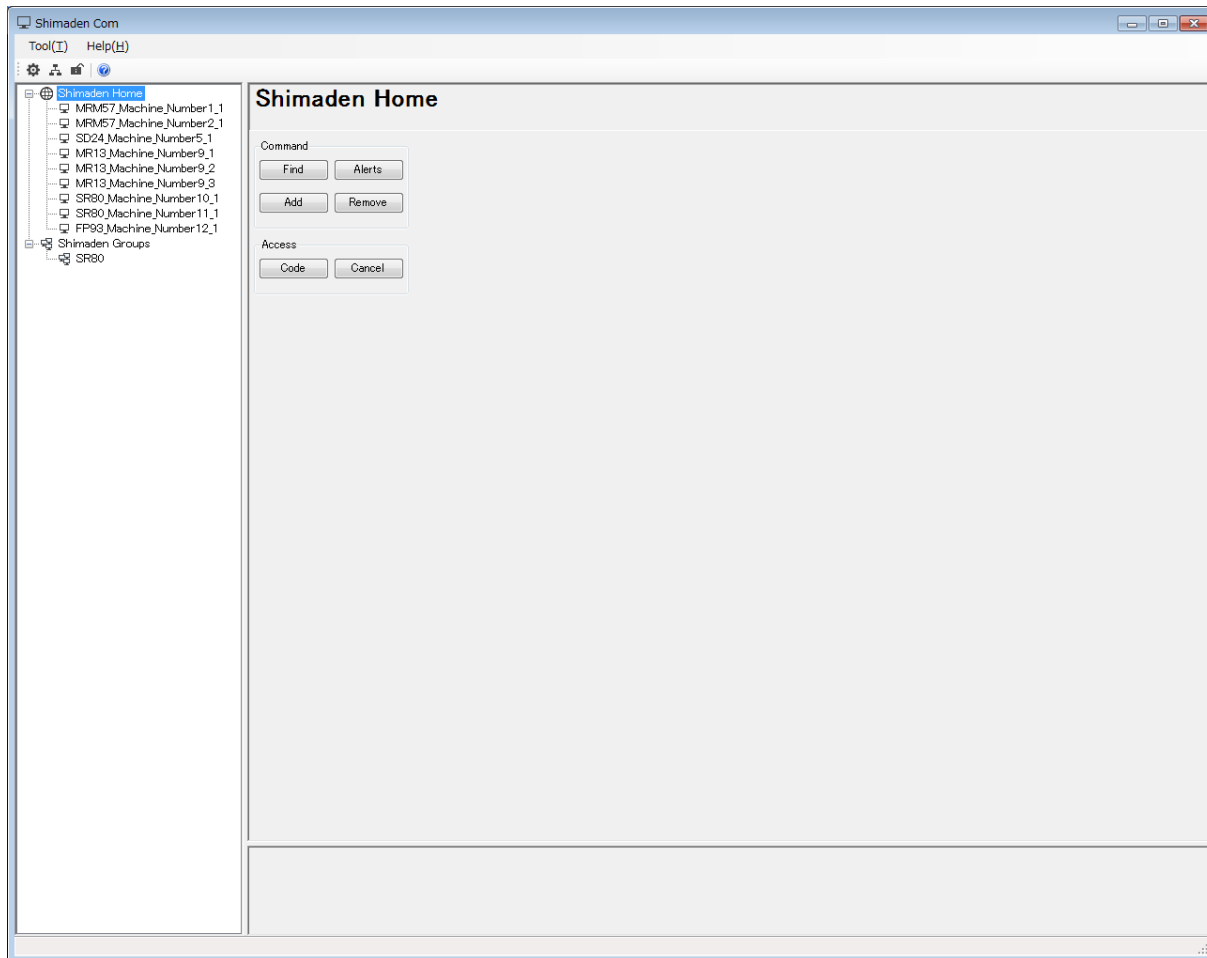 Shimaden Com
Tool(T) Help(H)
Shimaden Home
MRM57_Machine_Number1_1
MRM57_Machine_Number2_1
SD24_Machine_Number5_1
MR13_Machine_Number9_1
MR13_Machine_Number9_2
MR13_Machine_Number9_3
SR80_Machine_Number10_1
SR80_Machine_Number11_1
FP93_Machine_Number12_1
Shimaden Groups
SR80
Shimaden Home
Command
Find Alerts
Add Remove
Access
Code Cancel